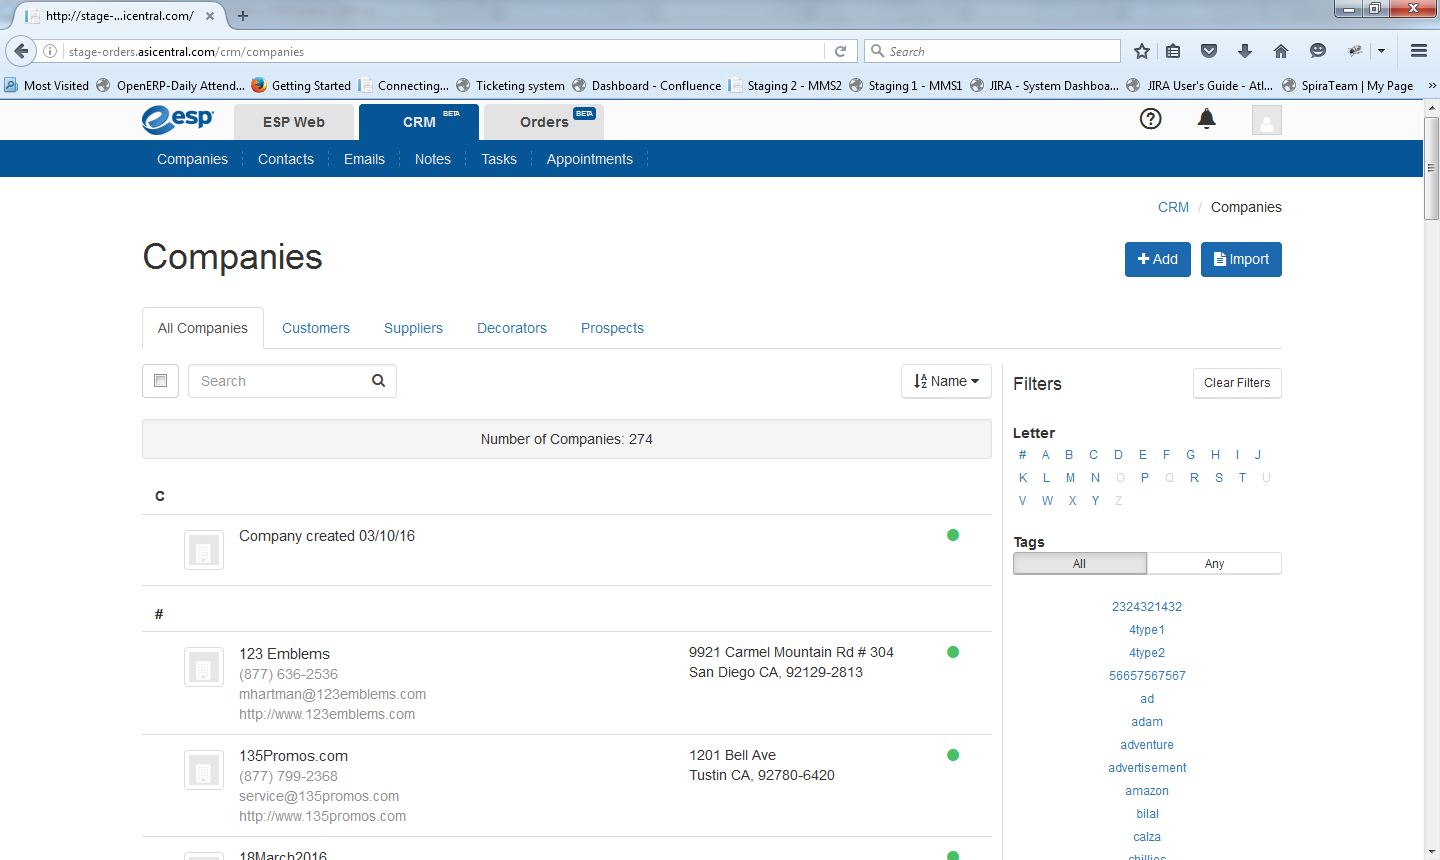 http://stage-...icentral.com/
stage-orders.asicentral.com/crm/companies
Search
Most Visited OpenERP-Daily Attend... Getting Started Connecting... Ticketing system Dashboard - Confluence Staging 2 - MMS2 Staging 1 - MMS1 JIRA - System Dashboa... JIRA User's Guide - Atl... SpiraTeam | My Page
esp ESP Web CRM BETA Orders BETA
Companies Contacts Emails Notes Tasks Appointments
CRM / Companies
Companies
Add Import
All Companies Customers Suppliers Decorators Prospects
Search
Name
Filters
Clear Filters
Number of Companies: 274
Letter
# A B C D E F G H I J
K L M N O P Q R S T U
V W X Y Z
C
Company created 03/10/16
Tags
All Any
#
123 Emblems
(877) 636-2536
mhartman@123emblems.com
http://www.123emblems.com
9921 Carmel Mountain Rd # 304
San Diego CA, 92129-2813
135Promos.com
(877) 799-2368
service@135promos.com
http://www.135promos.com
1201 Bell Ave
Tustin CA, 92780-6420
18March2016
2324321432
4type1
4type2
56657567567
ad
adam
adventure
advertisement
amazon
bilal
calza
chillies